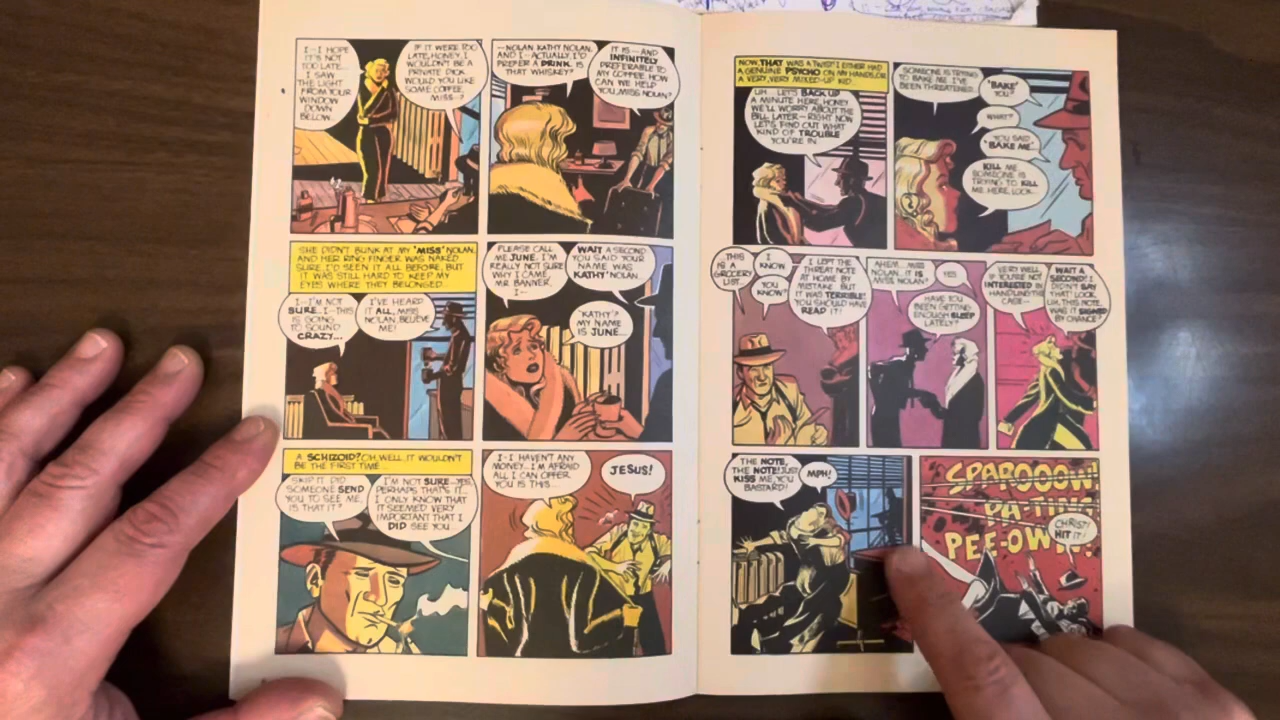 I--I HOPE
IT'S NOT
TOO LATE...
I SAW
THE LIGHT
FROM YOUR
WINDOW
DOWN
BELOW...
IF IT WERE TOO
LATE, HONEY, I
WOULDN'T BE A
PRIVATE DICK.
WOULD YOU LIKE
SOME COFFEE,
MISS--?
--NOLAN. KATHY NOLAN.
AND I--ACTUALLY, I'D
PREFER A DRINK. IS
THAT WHISKEY?
IT IS--AND
INFINITELY
PREFERABLE TO
MY COFFEE. HOW
CAN WE HELP
YOU, MISS NOLAN?
SHE DIDN'T BLINK AT MY 'MISS' NOLAN
AND HER RING FINGER WAS NAKED.
SURE, I'D SEEN IT ALL BEFORE, BUT
IT WAS STILL HARD TO KEEP MY
EYES WHERE THEY BELONGED.
I--I'M NOT
SURE...I--THIS
IS GOING
TO SOUND
CRAZY...
I'VE HEARD
IT ALL, MISS
NOLAN, BELIEVE
ME!
PLEASE CALL
ME JUNE. I'M
REALLY NOT SURE
WHY I CAME,
MR. BANNER,
I--
WAIT A SECOND,
YOU SAID YOUR
NAME WAS
KATHY NOLAN.
"KATHY"?
MY NAME
IS JUNE...
A SCHIZOID? OH, WELL, IT WOULDN'T
BE THE FIRST TIME...
SKIP IT. DID
SOMEONE SEND
YOU TO SEE ME,
IS THAT IT?
I'M NOT SURE...YES,
PERHAPS THAT'S IT...
I ONLY KNOW THAT
IT SEEMED VERY
IMPORTANT THAT I
DID SEE YOU...
I-I HAVEN'T ANY
MONEY...I'M AFRAID
ALL I CAN OFFER
YOU IS THIS...
JESUS!
NOW, THAT WAS A TWIST! I EITHER HAD
A GENUINE PSYCHO ON MY HANDS, OR
A VERY, VERY MIXED-UP KID.
UH...LET'S BACK UP
A MINUTE HERE, HONEY.
WE'LL WORRY ABOUT THE
BILL LATER--RIGHT NOW
LET'S FIND OUT WHAT
KIND OF TROUBLE
YOU'RE IN.
SOMEONE IS TRYING
TO BAKE ME. I'VE
BEEN THREATENED...
'BAKE'
YOU?
WHAT?
YOU SAID
'BAKE ME'.
KILL ME.
SOMEONE IS
TRYING TO KILL
ME. HERE, LOOK...
THIS
IS A
GROCERY
LIST...
I
KNOW
YOU
KNOW?
I LEFT THE
THREAT NOTE
AT HOME BY
MISTAKE. BUT
IT WAS TERRIBLE!
YOU SHOULD HAVE
READ IT!
AHEM...MISS
NOLAN...IT IS
MISS NOLAN?
YES
HAVE
YOU BEEN
GETTING
ENOUGH SLEEP
LATELY?
VERY WELL,
IF YOU'RE NOT
INTERESTED IN
HANDLING THE
CASE--
WAIT A
SECOND! I
DIDN'T SAY
THAT! LOOK,
UH, THIS NOTE,
WAS IT SIGNED
BY CHANCE?
THE NOTE,
THE NOTE! JUST
KISS ME, YOU
BASTARD!
MPH!
SPAROOOW!
PA-TING
PEE-OWW!
CHRIST!
HIT IT!